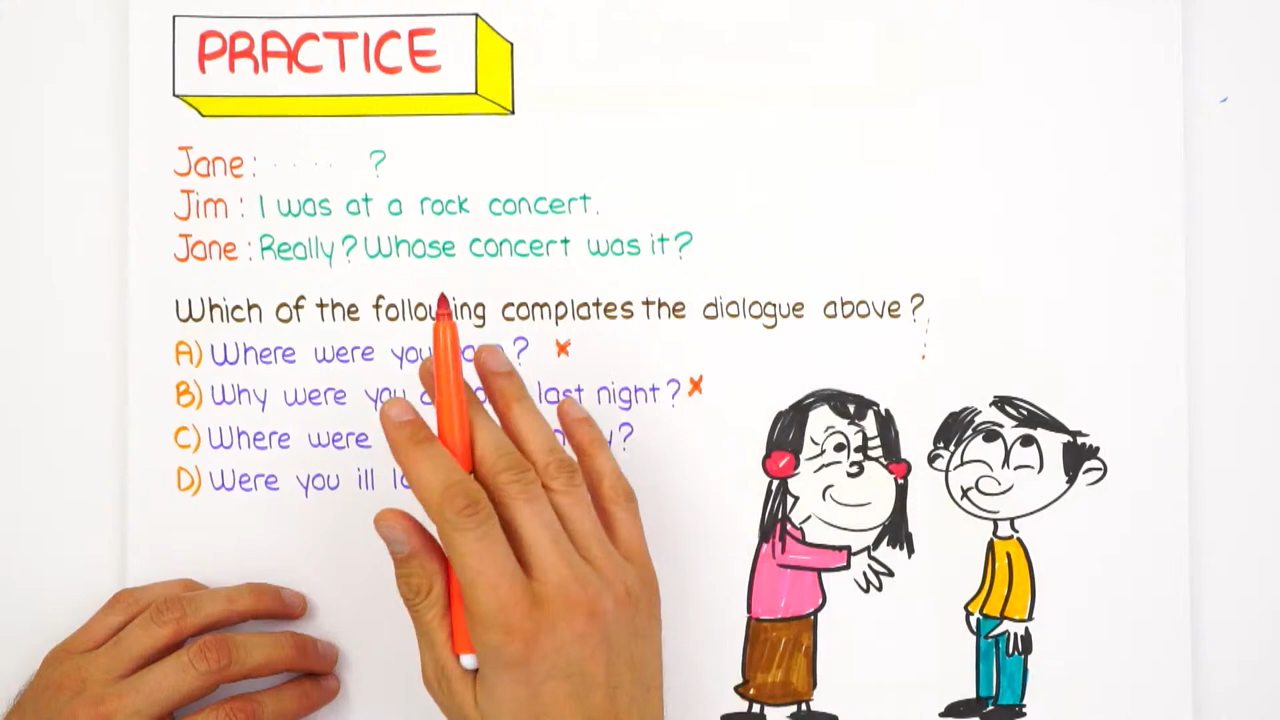 PRACTICE
Jane: .... ?
Jim: I was at a rock concert.
Jane: Really? Whose concert was it?
Which of the following complates the dialogue above?
A) Where were you ?
B) Why were you last night?
C) Where were ?
D) Were you ill